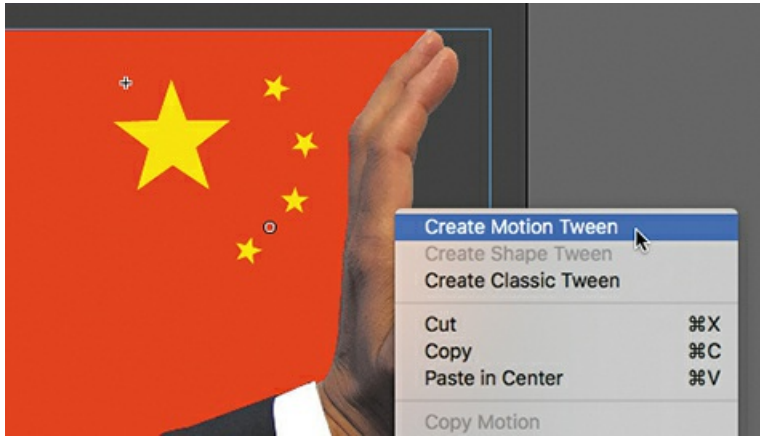 Create Motion Tween
Create Shape Tween
Create Classic Tween
Cut ⌘X
Copy ⌘C
Paste in Center ⌘V
Copy Motion